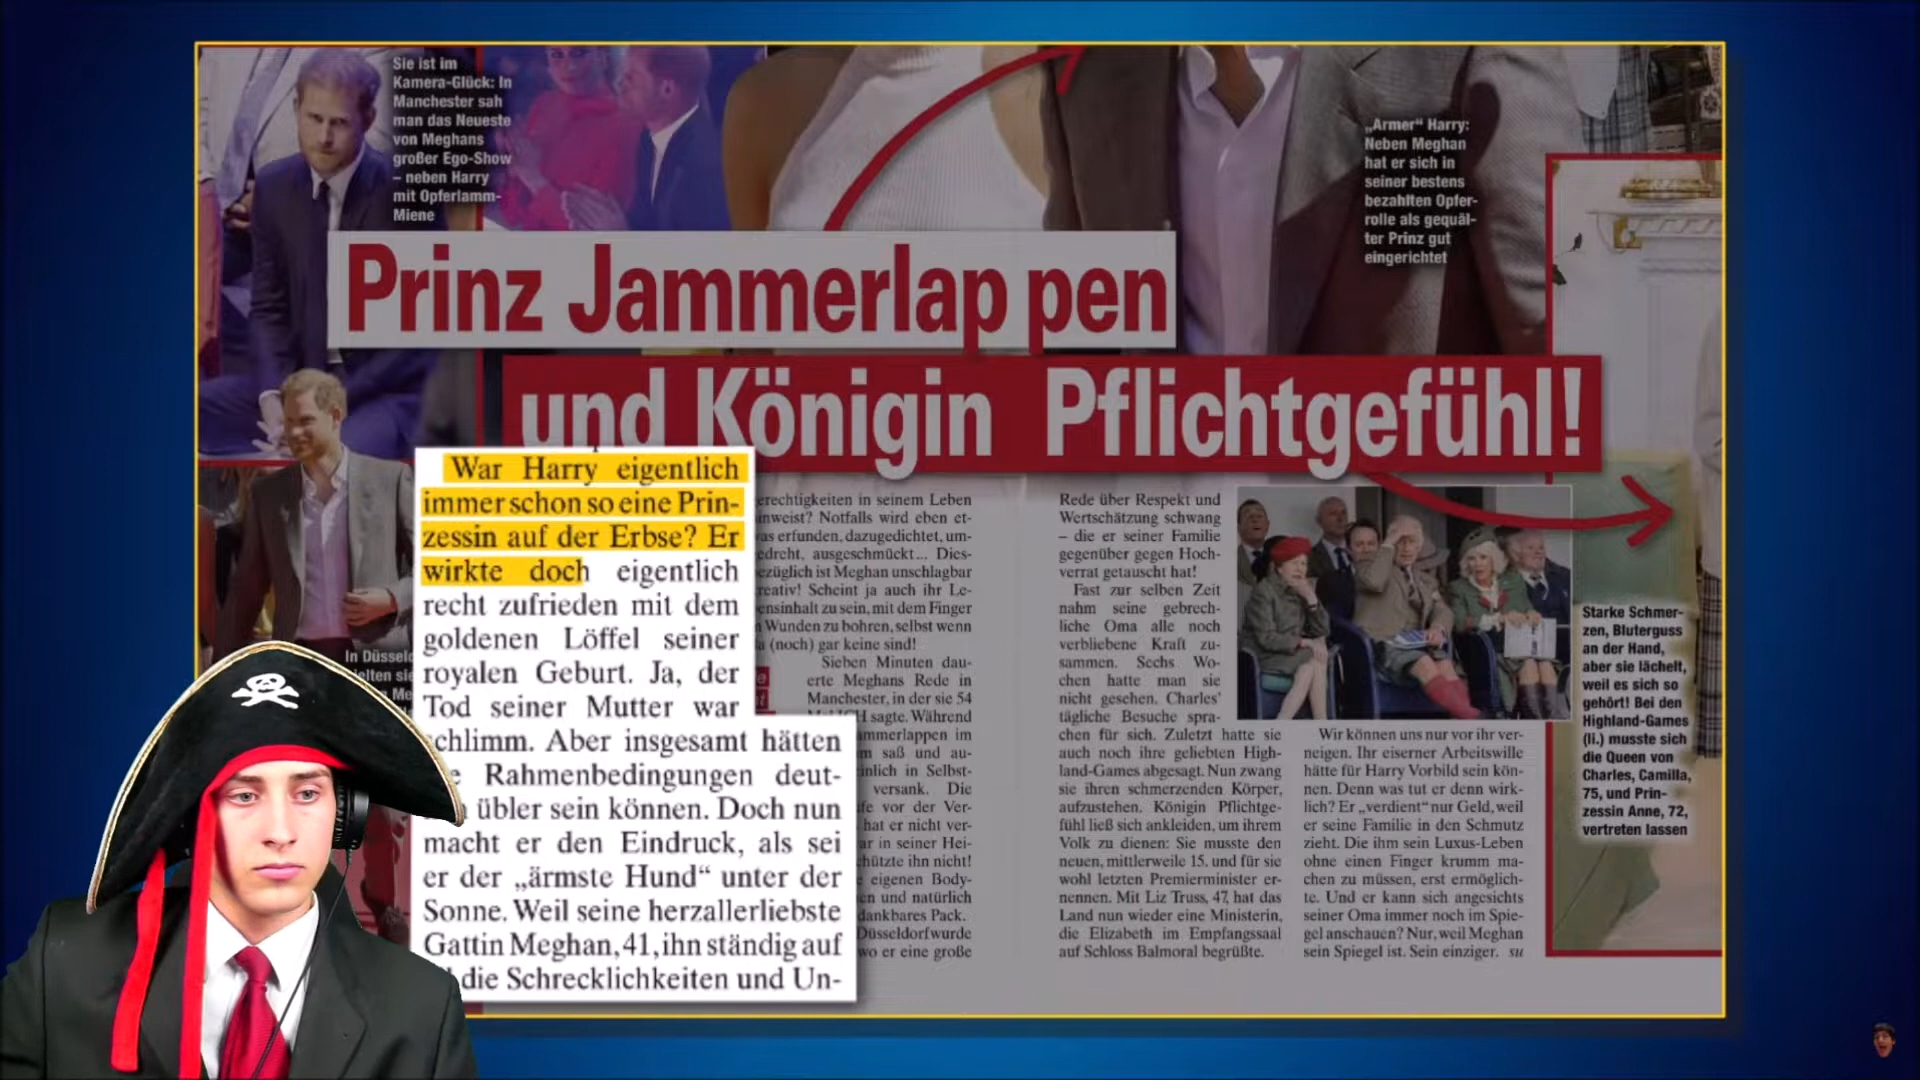 Sie ist im
Kamera-Glück: In
Manchester sah
man das Neueste
von Meghans
großer Ego-Show
– neben Harry
mit Opferlamm-
Miene
„Armer“ Harry:
Neben Meghan
hat er sich in
seiner bestens
bezahlten Opfer-
rolle als gequäl-
ter Prinz gut
eingerichtet
Prinz Jammerlap pen
und Königin Pflichtgefühl!
War Harry eigentlich
immer schon so eine Prin-
zessin auf der Erbse? Er
wirkte doch eigentlich
recht zufrieden mit dem
goldenen Löffel seiner
royalen Geburt. Ja, der
Tod seiner Mutter war
schlimm. Aber insgesamt hätten
Rahmenbedingungen deut-
übler sein können. Doch nun
macht er den Eindruck, als sei
er der „ärmste Hund“ unter der
Sonne. Weil seine herzallerliebste
Gattin Meghan, 41, ihn ständig auf
die Schrecklichkeiten und Un-
In Düssel
elten sie
Me
erechtigkeiten in seinem Leben
nweist? Notfalls wird eben et-
as erfunden, dazugedichtet, um-
edreht, ausgeschmückt... Dies-
ezüglich ist Meghan unschlagbar
reativ! Scheint ja auch ihr Le-
ensinhalt zu sein, mit dem Finger
n Wunden zu bohren, selbst wenn
a (noch) gar keine sind!
Sieben Minuten dau-
erte Meghans Rede in
Manchester, in der sie 54
ICH sagte. Während
ammerlappen im
m saß und au-
inlich in Selbst-
versank. Die
fe vor der Ver-
hat er nicht ver-
ar in seiner Hei-
hützte ihn nicht!
e eigenen Body-
en und natürlich
dankbares Pack.
Düsseldorf wurde
wo er eine große
Rede über Respekt und
Wertschätzung schwang
– die er seiner Familie
gegenüber gegen Hoch-
verrat getauscht hat!
Fast zur selben Zeit
nahm seine gebrech-
liche Oma alle noch
verbliebene Kraft zu-
sammen. Sechs Wo-
chen hatte man sie
nicht gesehen. Charles'
tägliche Besuche spra-
chen für sich. Zuletzt hatte sie
auch noch ihre geliebten High-
land-Games abgesagt. Nun zwang
sie ihren schmerzenden Körper,
aufzustehen. Königin Pflichtge-
fühl ließ sich ankleiden, um ihrem
Volk zu dienen: Sie musste den
neuen, mittlerweile 15. und für sie
wohl letzten Premierminister er-
nennen. Mit Liz Truss, 47, hat das
Land nun wieder eine Ministerin,
die Elizabeth im Empfangssaal
auf Schloss Balmoral begrüßte.
Wir können uns nur vor ihr ver-
neigen. Ihr eiserner Arbeitswille
hätte für Harry Vorbild sein kön-
nen. Denn was tut er denn wirk-
lich? Er „verdient“ nur Geld, weil
er seine Familie in den Schmutz
zieht. Die ihm sein Luxus-Leben
ohne einen Finger krumm ma-
chen zu müssen, erst ermöglich-
te. Und er kann sich angesichts
seiner Oma immer noch im Spie-
gel anschauen? Nur, weil Meghan
sein Spiegel ist. Sein einziger. su
Starke Schmer-
zen, Bluterguss
an der Hand,
aber sie lächelt,
weil es sich so
gehört! Bei den
Highland-Games
(li.) musste sich
die Queen von
Charles, Camilla,
75, und Prin-
zessin Anne, 72,
vertreten lassen